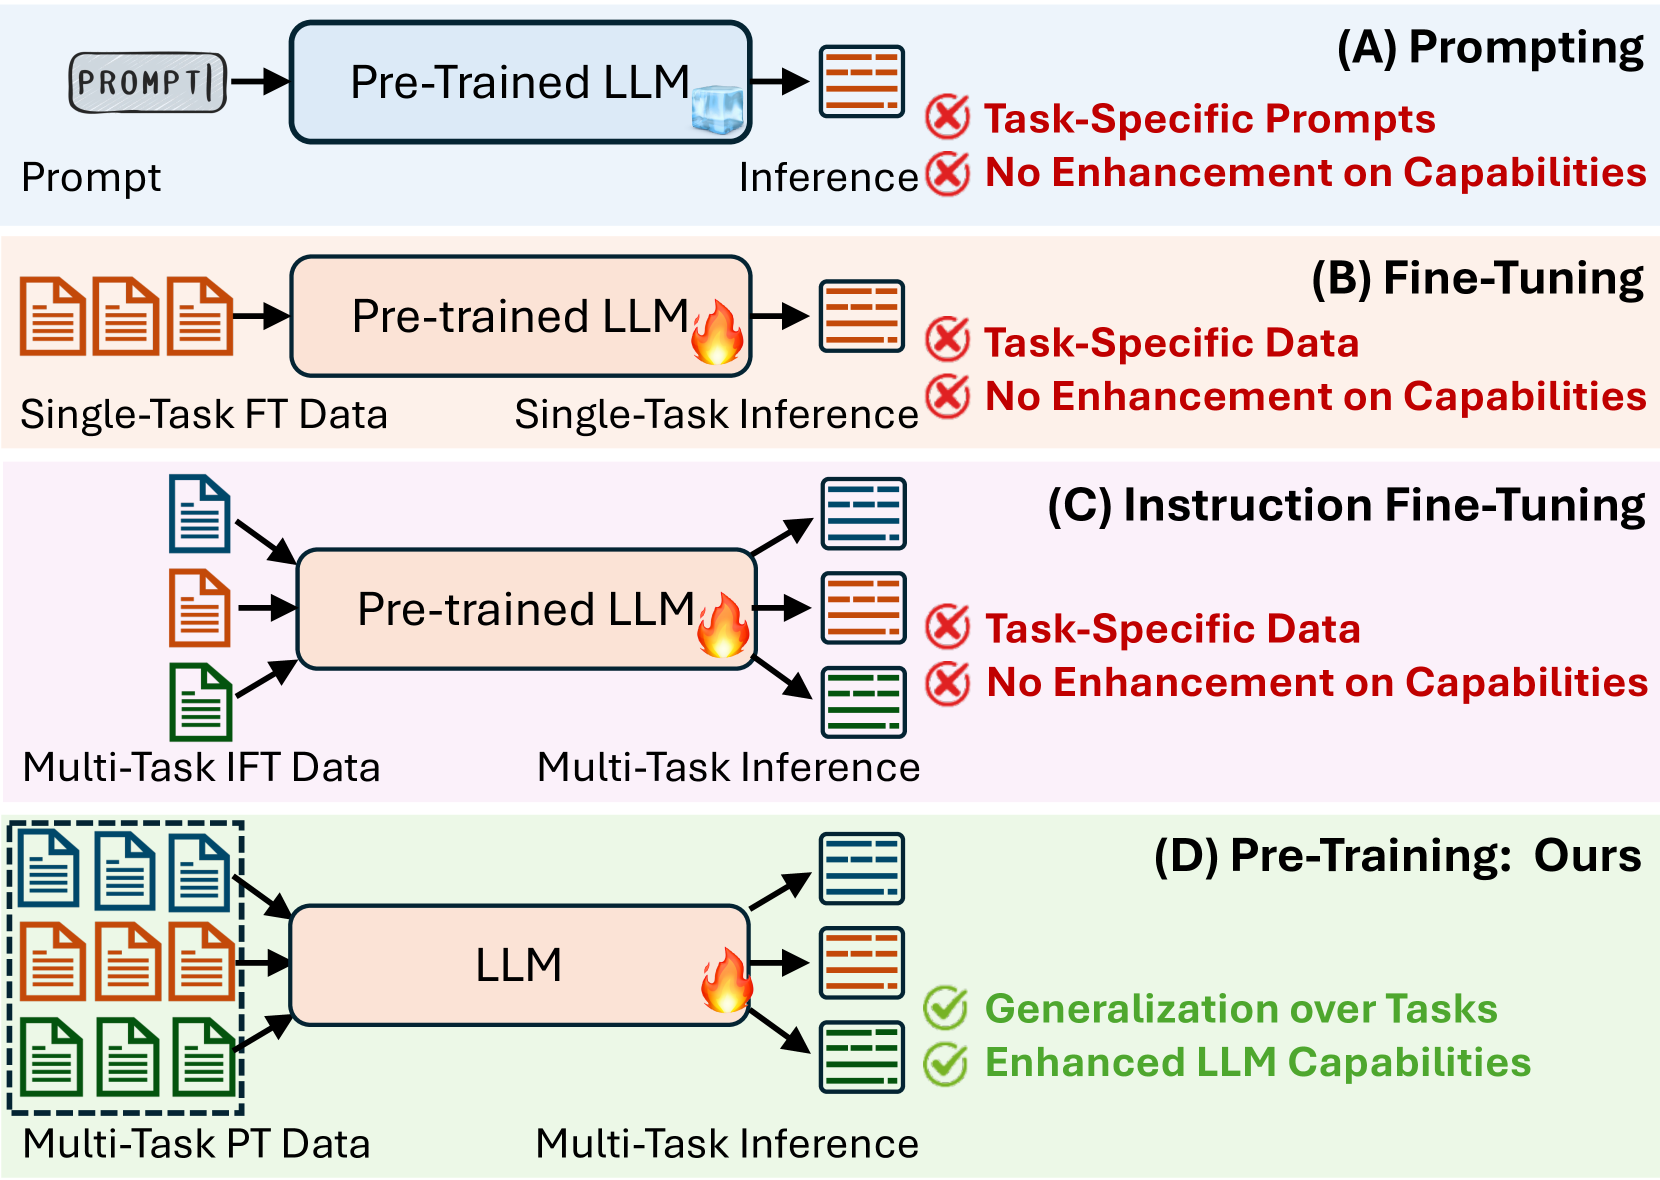 (A) Prompting
PROMPT
Pre-Trained LLM
Task-Specific Prompts
No Enhancement on Capabilities
Prompt
Inference
(B) Fine-Tuning
Pre-trained LLM
Task-Specific Data
No Enhancement on Capabilities
Single-Task FT Data
Single-Task Inference
(C) Instruction Fine-Tuning
Pre-trained LLM
Task-Specific Data
No Enhancement on Capabilities
Multi-Task IFT Data
Multi-Task Inference
(D) Pre-Training: Ours
LLM
Generalization over Tasks
Enhanced LLM Capabilities
Multi-Task PT Data
Multi-Task Inference